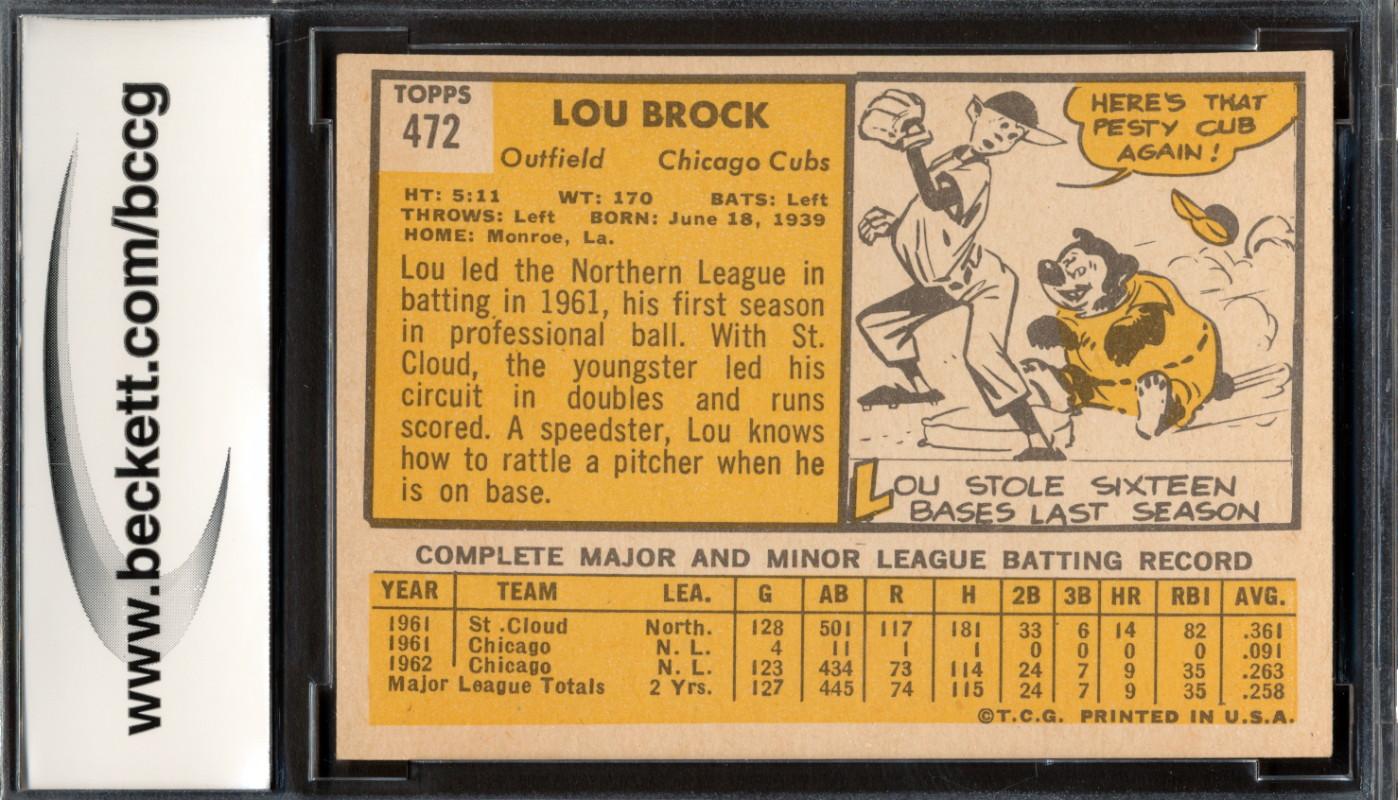 www.beckett.com/bccg
TOPPS
472
LOU BROCK
Outfield Chicago Cubs
HT: 5:11 WT: 170 BATS: Left
THROWS: Left BORN: June 18, 1939
HOME: Monroe, La.
Lou led the Northern League in
batting in 1961, his first season
in professional ball. With St.
Cloud, the youngster led his
circuit in doubles and runs
scored. A speedster, Lou knows
how to rattle a pitcher when he
is on base.
HERE'S THAT
PESTY CUB
AGAIN!
LOU STOLE SIXTEEN
BASES LAST SEASON
COMPLETE MAJOR AND MINOR LEAGUE BATTING RECORD
YEAR TEAM LEA. G AB R H 2B 3B HR RBI AVG.
1961 St. Cloud North. 128 501 117 181 33 6 14 82 .361
1961 Chicago N. L. 4 11 1 1 0 0 0 0 .091
1962 Chicago N. L. 123 434 73 114 24 7 9 35 .263
Major League Totals 2 Yrs. 127 445 74 115 24 7 9 35 .258
©T.C.G. PRINTED IN U.S.A.